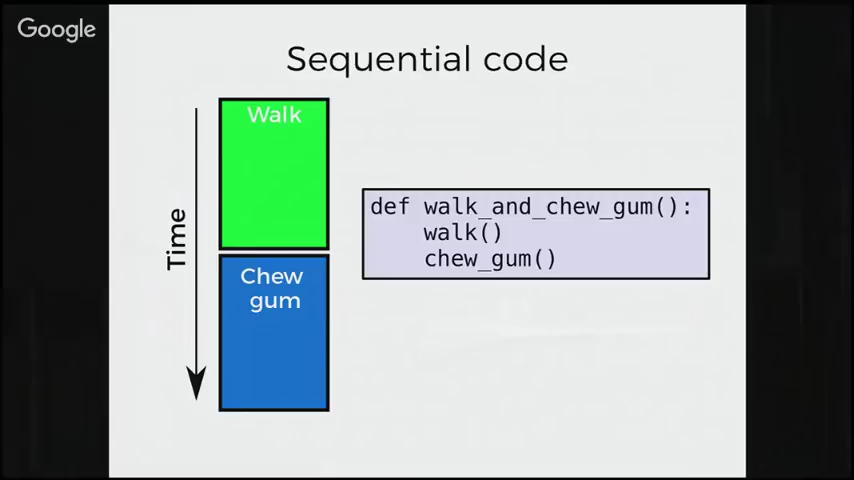 Google
Sequential code
Walk
Time
def walk_and_chew_gum():
    walk()
    chew_gum()
Chew
gum